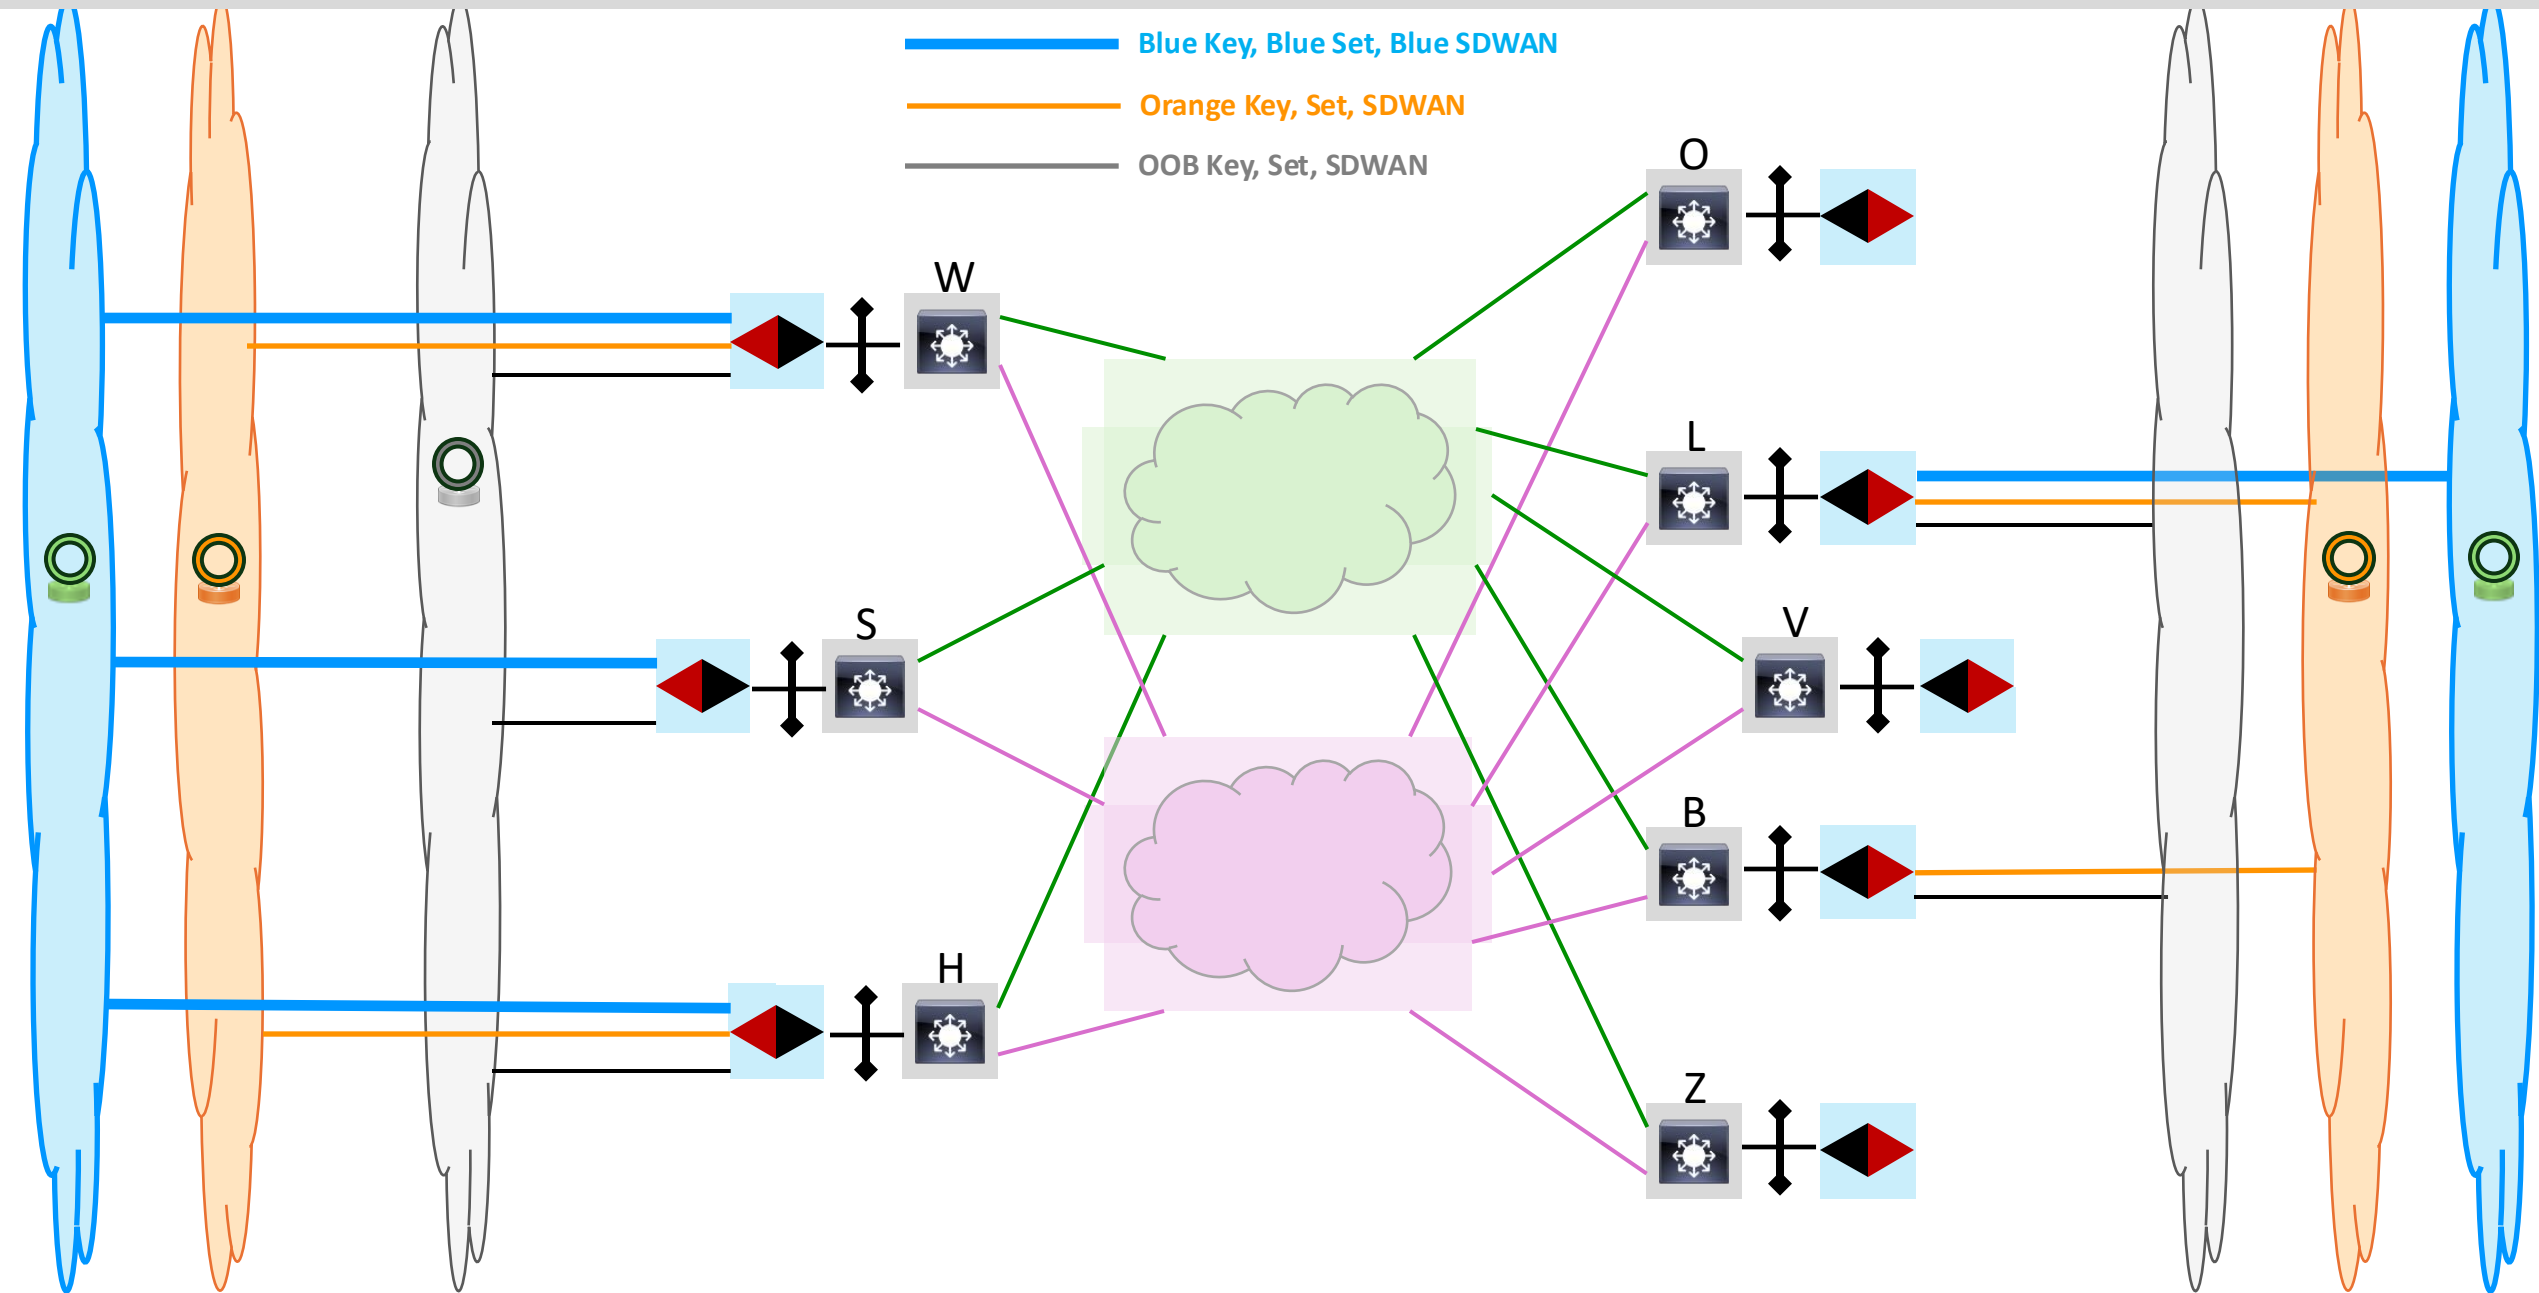 Blue Key, Blue Set, Blue SDWAN
Orange Key, Set, SDWAN
OOB Key, Set, SDWAN
O
W
L
S
V
B
H
Z